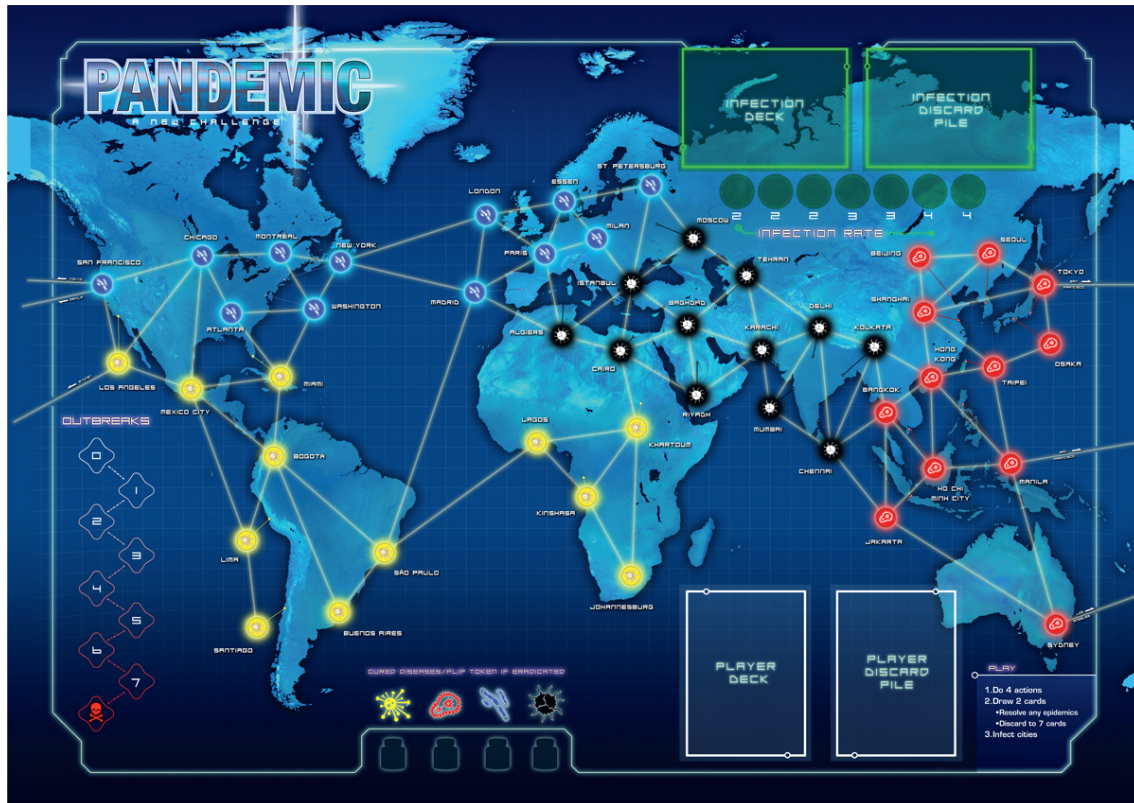 PANDEMIC
A NEW CHALLENGE
INFECTION
DECK
INFECTION
DISCARD
PILE
2 2 2 3 3 4 4
INFECTION RATE
ST. PETERSBURG
ESSEN
LONDON
MOSCOW
MILAN
PARIS
CHICAGO
MONTRÉAL
NEW YORK
SAN FRANCISCO
WASHINGTON
ATLANTA
MADRID
ISTANBUL
TEHRAN
BEIJING
SEOUL
TOKYO
SHANGHAI
BAGHDAD
DELHI
ALGIERS
KARACHI
KOLKATA
HONG
KONG
OSAKA
TAIPEI
CAIRO
LOS ANGELES
MEXICO CITY
MIAMI
RIYADH
BANGKOK
MUMBAI
LAGOS
KHARTOUM
CHENNAI
BOGOTÁ
MANILA
HO CHI
MINH CITY
KINSHASA
JAKARTA
LIMA
SÃO PAULO
JOHANNESBURG
BUENOS AIRES
SANTIAGO
SYDNEY
OUTBREAKS
0
1
2
3
4
5
6
7
CURED DISEASES/FLIP TOKEN IF ERADICATED
PLAYER
DECK
PLAYER
DISCARD
PILE
PLAY
1.Do 4 actions
2.Draw 2 cards
•Resolve any epidemics
•Discard to 7 cards
3.Infect cities